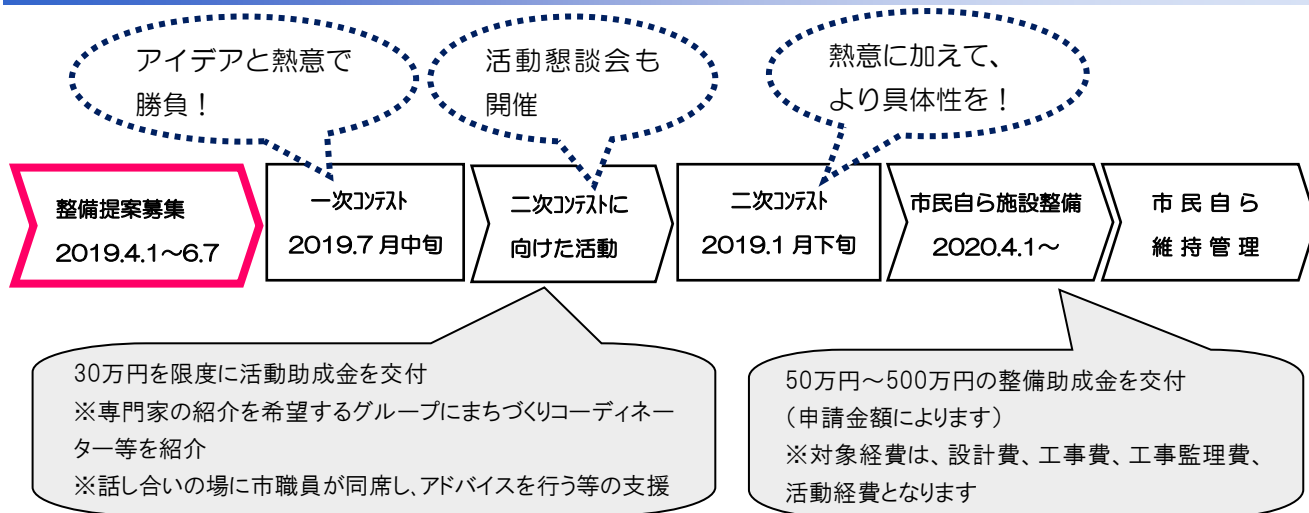 アイデアと熱意で
勝負!
活動懇談会も
開催
熱意に加えて、
より具体性を!
整備提案募集
2019.4.1~6.7
一次コンテスト
2019.7月中旬
二次コンテストに
向けた活動
二次コンテスト
2019.1月下旬
市民自ら施設整備
2020.4.1~
市民自ら
維持管理
30万円を限度に活動助成金を交付
※専門家の紹介を希望するグループにまちづくりコーディネー
ター等を紹介
※話し合いの場に市職員が同席し、アドバイスを行う等の支援
50万円~500万円の整備助成金を交付
(申請金額によります)
※対象経費は、設計費、工事費、工事監理費、
活動経費となります